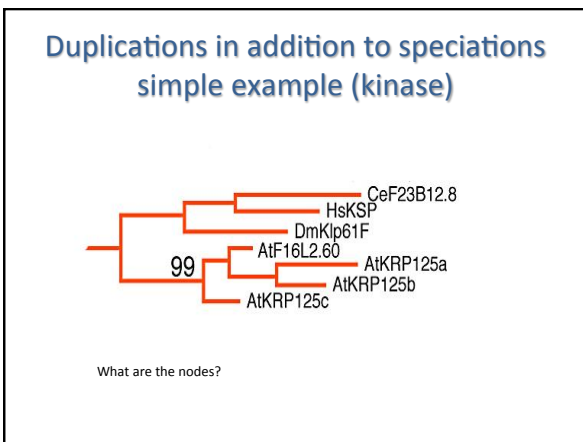 Duplications in addition to speciations
simple example (kinase)
CeF23B12.8
HsKSP
DmKlp61F
AtF16L2.60
99
AtKRP125a
AtKRP125b
AtKRP125c
What are the nodes?